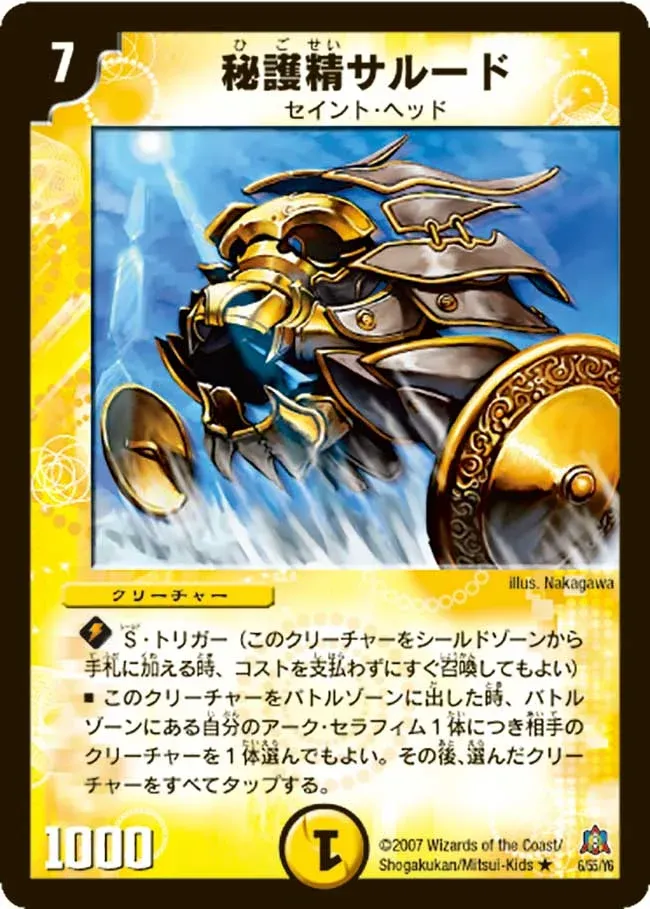 7
ひごせい
秘護精サルード
セイント・ヘッド
illus. Nakagawa
クリーチャー
S・トリガー（このクリーチャーをシールドゾーンから
手札に加える時、コストを支払わずにすぐ召喚してもよい）
■ このクリーチャーをバトルゾーンに出した時、バトル
ゾーンにある自分のアーク・セラフィム１体につき相手の
クリーチャーを１体選んでもよい。その後、選んだクリー
チャーをすべてタップする。
1000
1
©2007 Wizards of the Coast/
Shogakukan/Mitsui-Kids ★
6/55/Y6